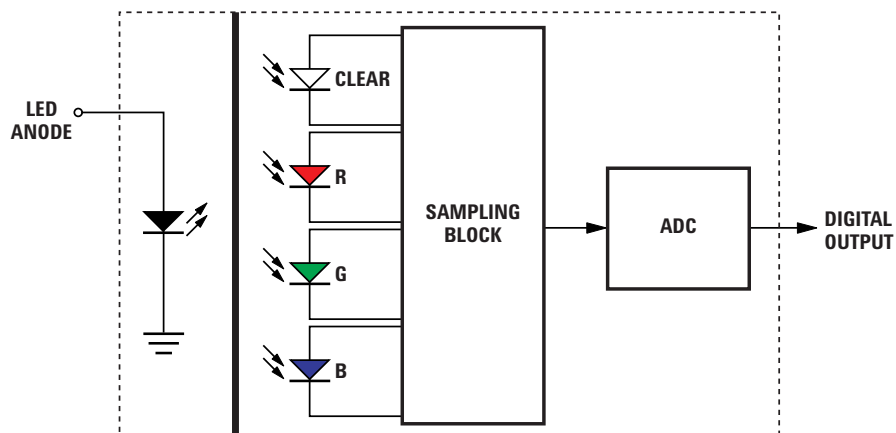 LED
ANODE
CLEAR
R
G
B
SAMPLING
BLOCK
ADC
DIGITAL
OUTPUT